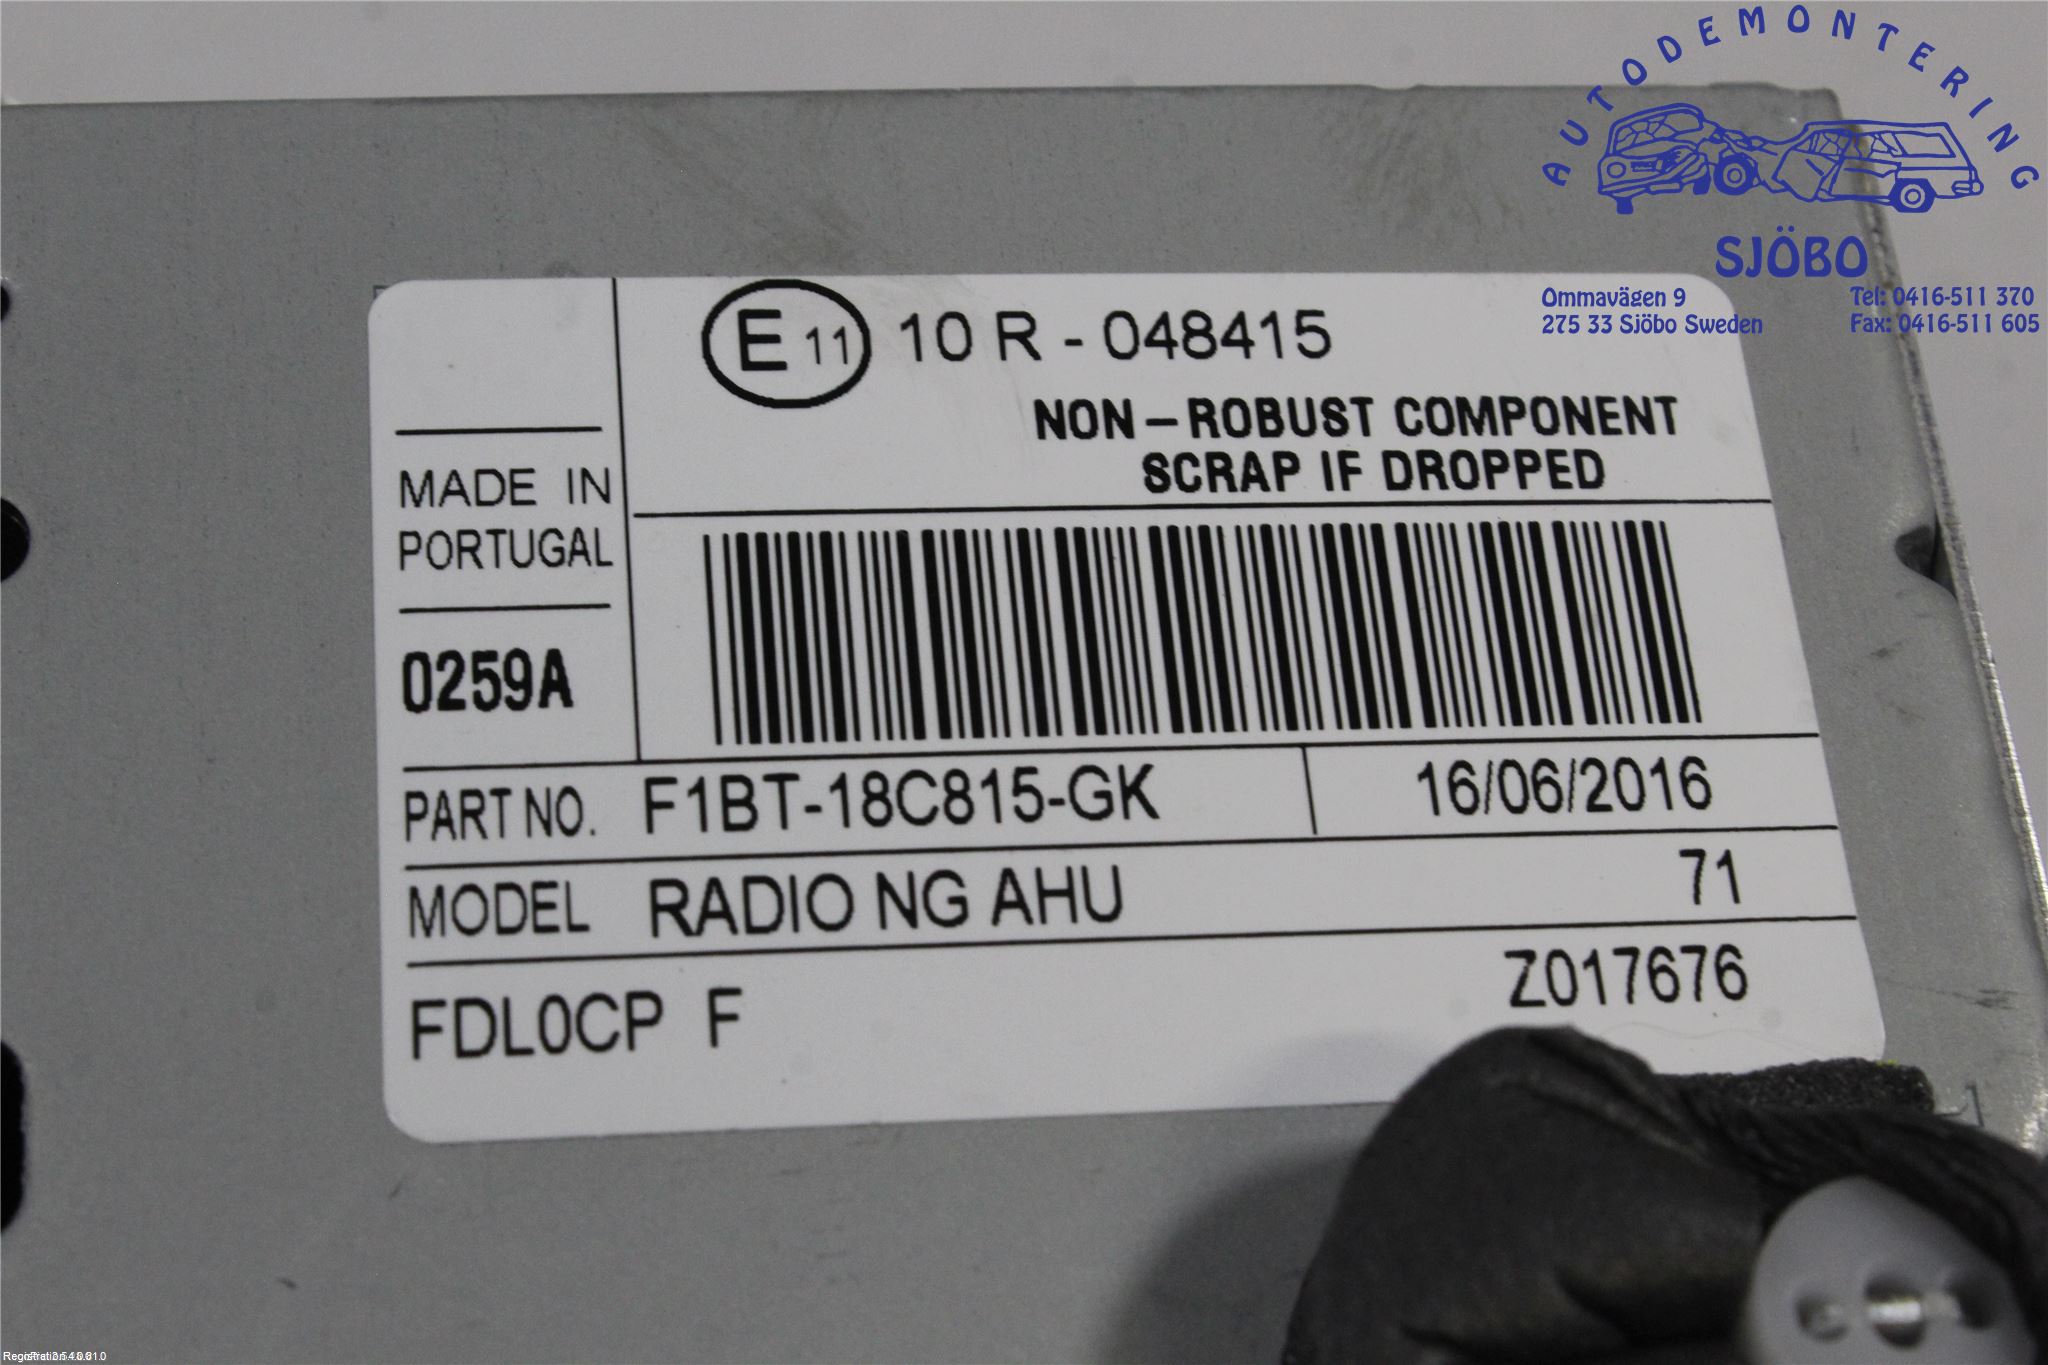 AUTODEMONTERING
SJÖBO
Ommavägen 9
275 33 Sjöbo Sweden
Tel: 0416-511 370
Fax: 0416-511 605
E 11 10 R - 048415
NON-ROBUST COMPONENT
SCRAP IF DROPPED
MADE IN
PORTUGAL
0259A
PART NO. F1BT-18C815-GK 16/06/2016
MODEL RADIO NG AHU 71
Z017676
FDL0CP F